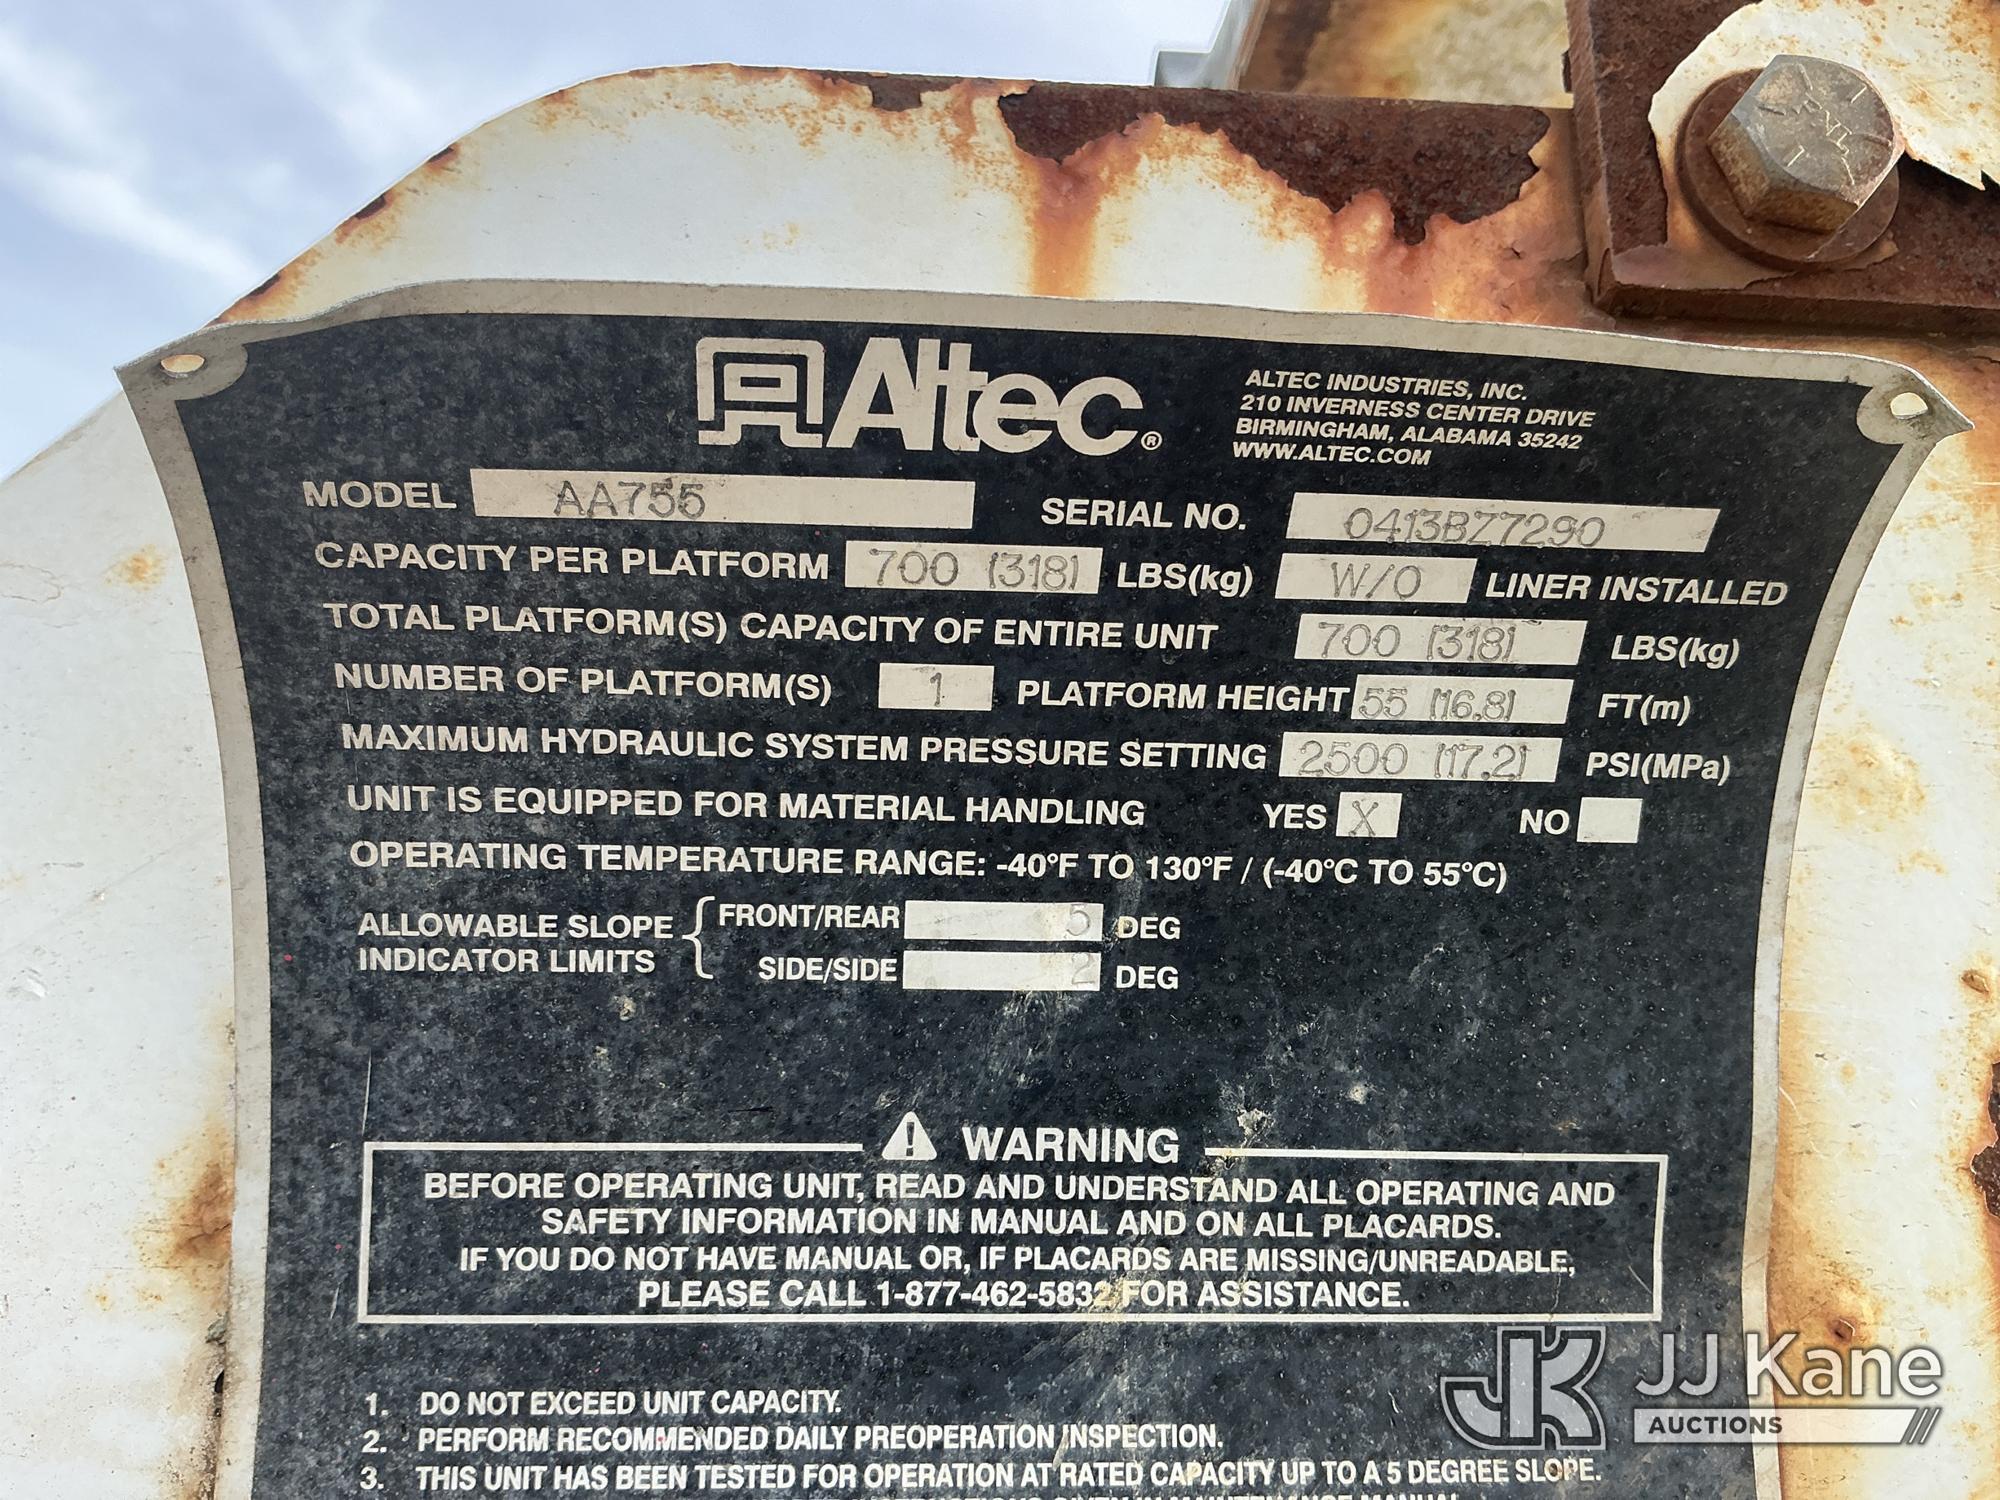 Altec®
ALTEC INDUSTRIES, INC.
210 INVERNESS CENTER DRIVE
BIRMINGHAM, ALABAMA 35242
WWW.ALTEC.COM
MODEL AA755 SERIAL NO. 0413BZ7290
CAPACITY PER PLATFORM 700 (318) LBS(kg) W/O LINER INSTALLED
TOTAL PLATFORM(S) CAPACITY OF ENTIRE UNIT 700 (318) LBS(kg)
NUMBER OF PLATFORM(S) 1 PLATFORM HEIGHT 55 (16.8) FT(m)
MAXIMUM HYDRAULIC SYSTEM PRESSURE SETTING 2500 (17.2) PSI(MPa)
UNIT IS EQUIPPED FOR MATERIAL HANDLING YES X NO
OPERATING TEMPERATURE RANGE: -40°F TO 130°F / (-40°C TO 55°C)
ALLOWABLE SLOPE INDICATOR LIMITS { FRONT/REAR 5 DEG
SIDE/SIDE 2 DEG
WARNING
BEFORE OPERATING UNIT, READ AND UNDERSTAND ALL OPERATING AND
SAFETY INFORMATION IN MANUAL AND ON ALL PLACARDS.
IF YOU DO NOT HAVE MANUAL OR, IF PLACARDS ARE MISSING/UNREADABLE,
PLEASE CALL 1-877-462-5832 FOR ASSISTANCE.
1. DO NOT EXCEED UNIT CAPACITY.
2. PERFORM RECOMMENDED DAILY PREOPERATION INSPECTION.
3. THIS UNIT HAS BEEN TESTED FOR OPERATION AT RATED CAPACITY UP TO A 5 DEGREE SLOPE.
JK JJ Kane
AUCTIONS